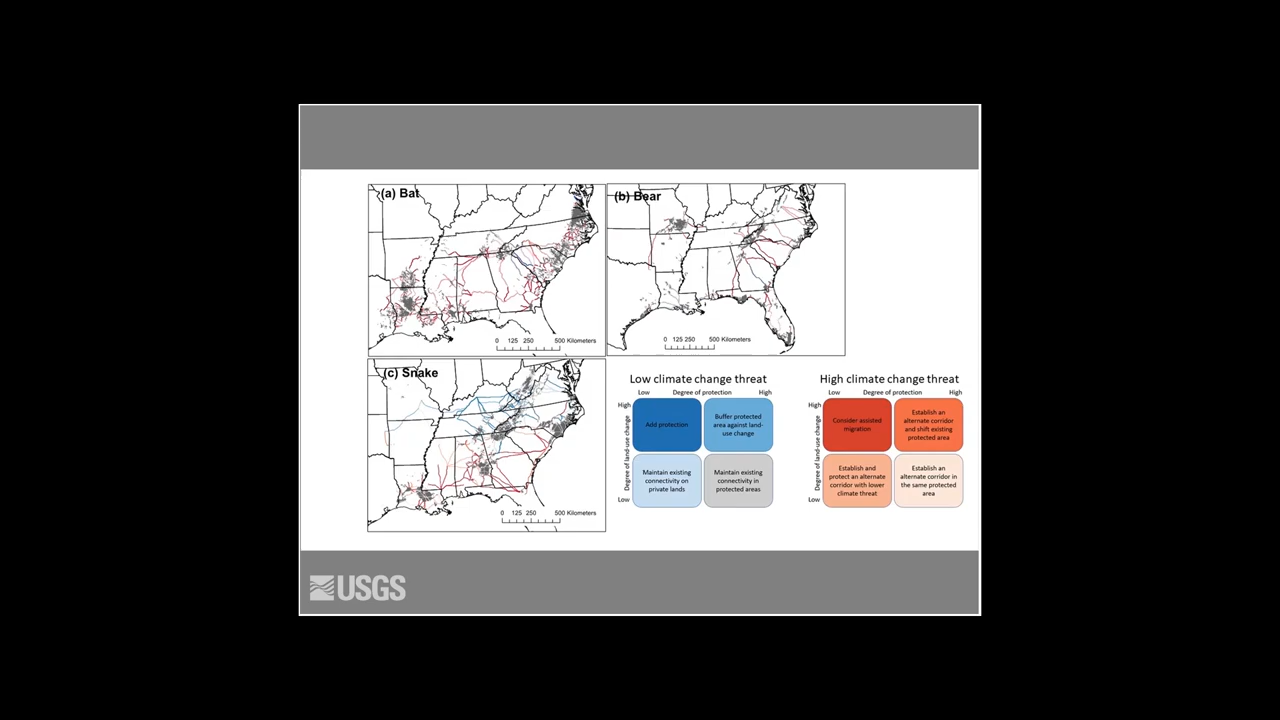 (a) Bat
0 125 250 500 Kilometers
(b) Bear
0 125 250 500 Kilometers
(c) Snake
0 125 250 500 Kilometers
Low climate change threat
Low Degree of protection High
High
Degree of land-use change
Low
Add protection
Buffer protected
area against land-
use change
Maintain existing
connectivity on
private lands
Maintain existing
connectivity in
protected areas
High climate change threat
Low Degree of protection High
High
Degree of land-use change
Low
Consider assisted
migration
Establish an
alternate corridor
and shift existing
protected area
Establish and
protect an alternate
corridor with lower
climate threat
Establish an
alternate corridor in
the same protected
area
USGS